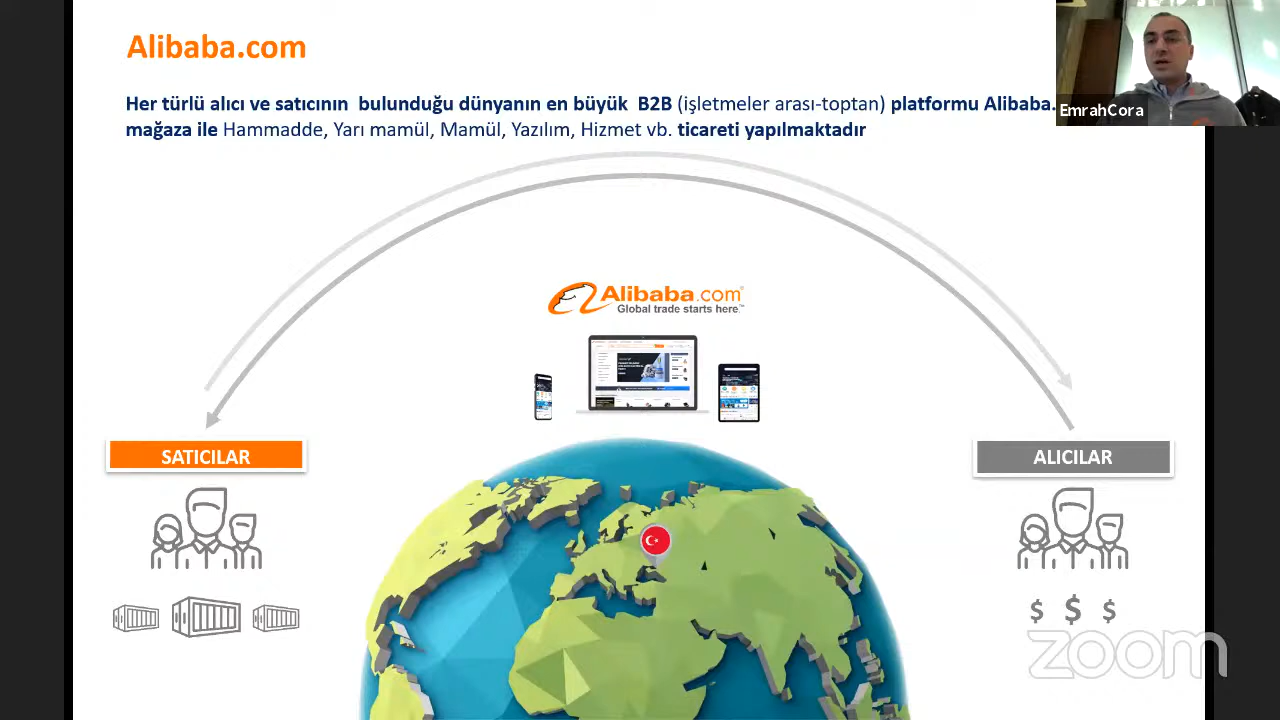 Alibaba.com
Her türlü alıcı ve satıcının bulunduğu dünyanın en büyük B2B (işletmeler arası-toptan) platformu Alibaba.
mağaza ile Hammadde, Yarı mamül, Mamül, Yazılım, Hizmet vb. ticareti yapılmaktadır
EmrahCora
Alibaba.com
Global trade starts here.™
SATICILAR
ALICILAR
$ $ $
zoom